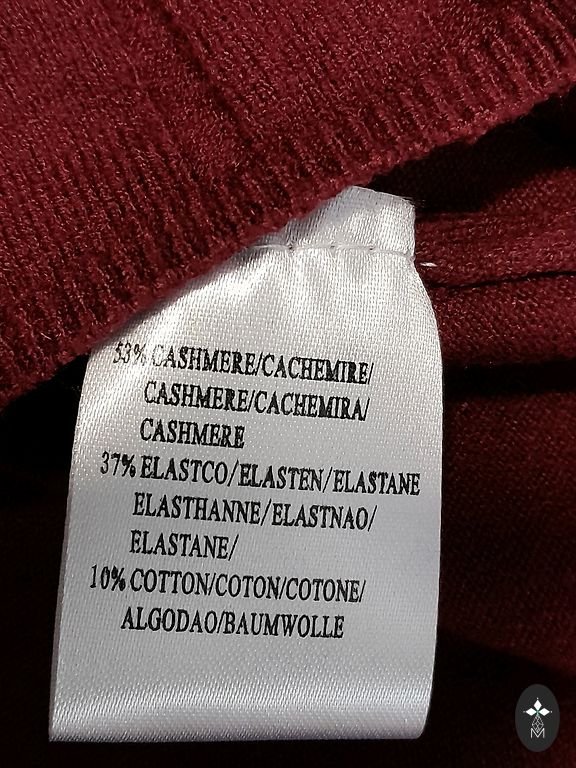 53% CASHMERE/CACHEMIRE/
CASHMERE/CACHEMIRA/
CASHMERE
37% ELASTCO/ELASTEN/ELASTANE
ELASTHANNE/ELASTNAO/
ELASTANE/
10% COTTON/COTON/COTONE/
ALGODAO/BAUMWOLLE
M